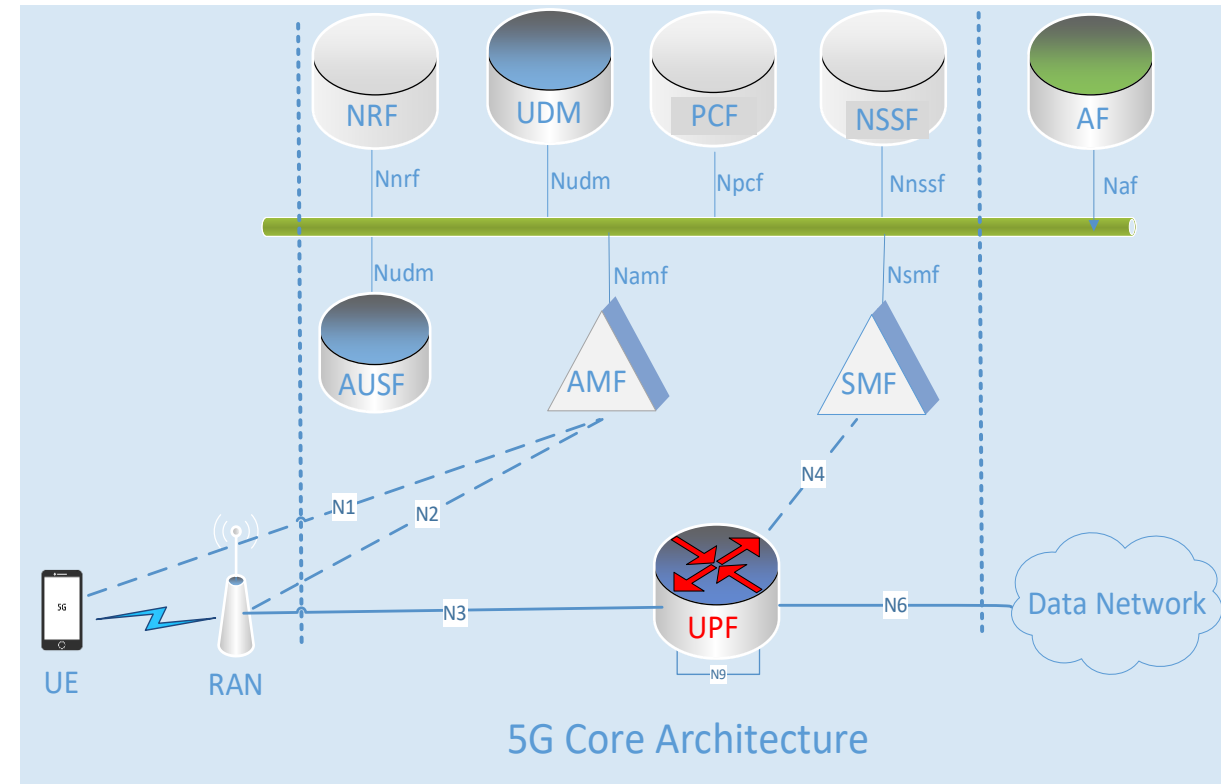 NRF
UDM
PCF
NSSF
AF
Nnrf
Nudm
Npcf
Nnssf
Naf
Nudm
Namf
Nsmf
AUSF
AMF
SMF
N1
N2
N4
5G
N3
N6
UPF
Data Network
N9
UE
RAN
5G Core Architecture